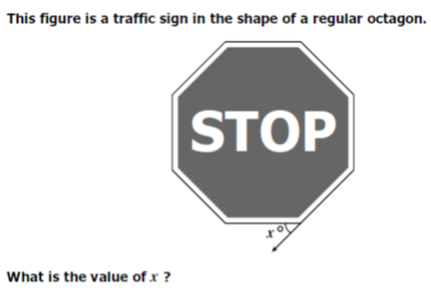 This figure is a traffic sign in the shape of a regular octagon.
STOP
x°
What is the value of x ?